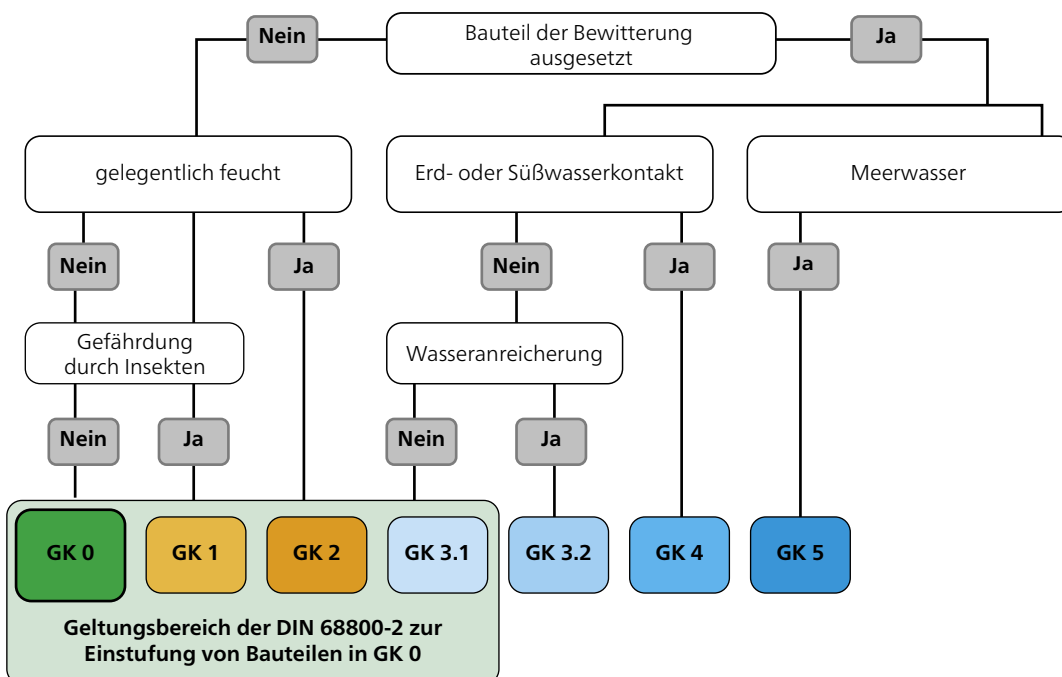 Nein
Bauteil der Bewitterung
ausgesetzt
Ja
gelegentlich feucht
Erd- oder Süßwasserkontakt
Meerwasser
Nein
Ja
Nein
Ja
Ja
Gefährdung
durch Insekten
Wasseranreicherung
Nein
Ja
Nein
Ja
GK 0
GK 1
GK 2
GK 3.1
GK 3.2
GK 4
GK 5
Geltungsbereich der DIN 68800-2 zur
Einstufung von Bauteilen in GK 0